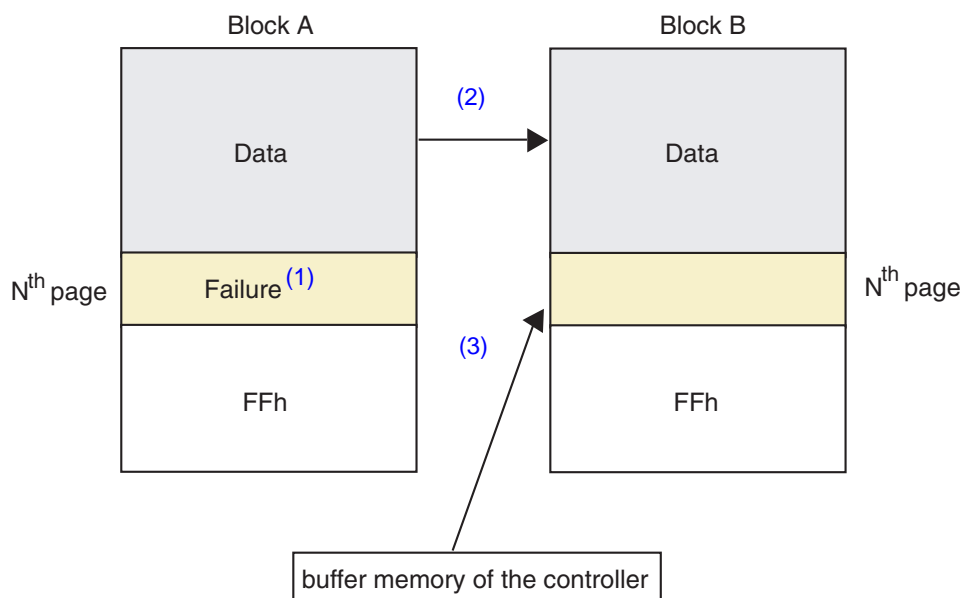 Block A
Block B
(2)
Data
Data
Nth page
Failure(1)
Nth page
(3)
FFh
FFh
buffer memory of the controller